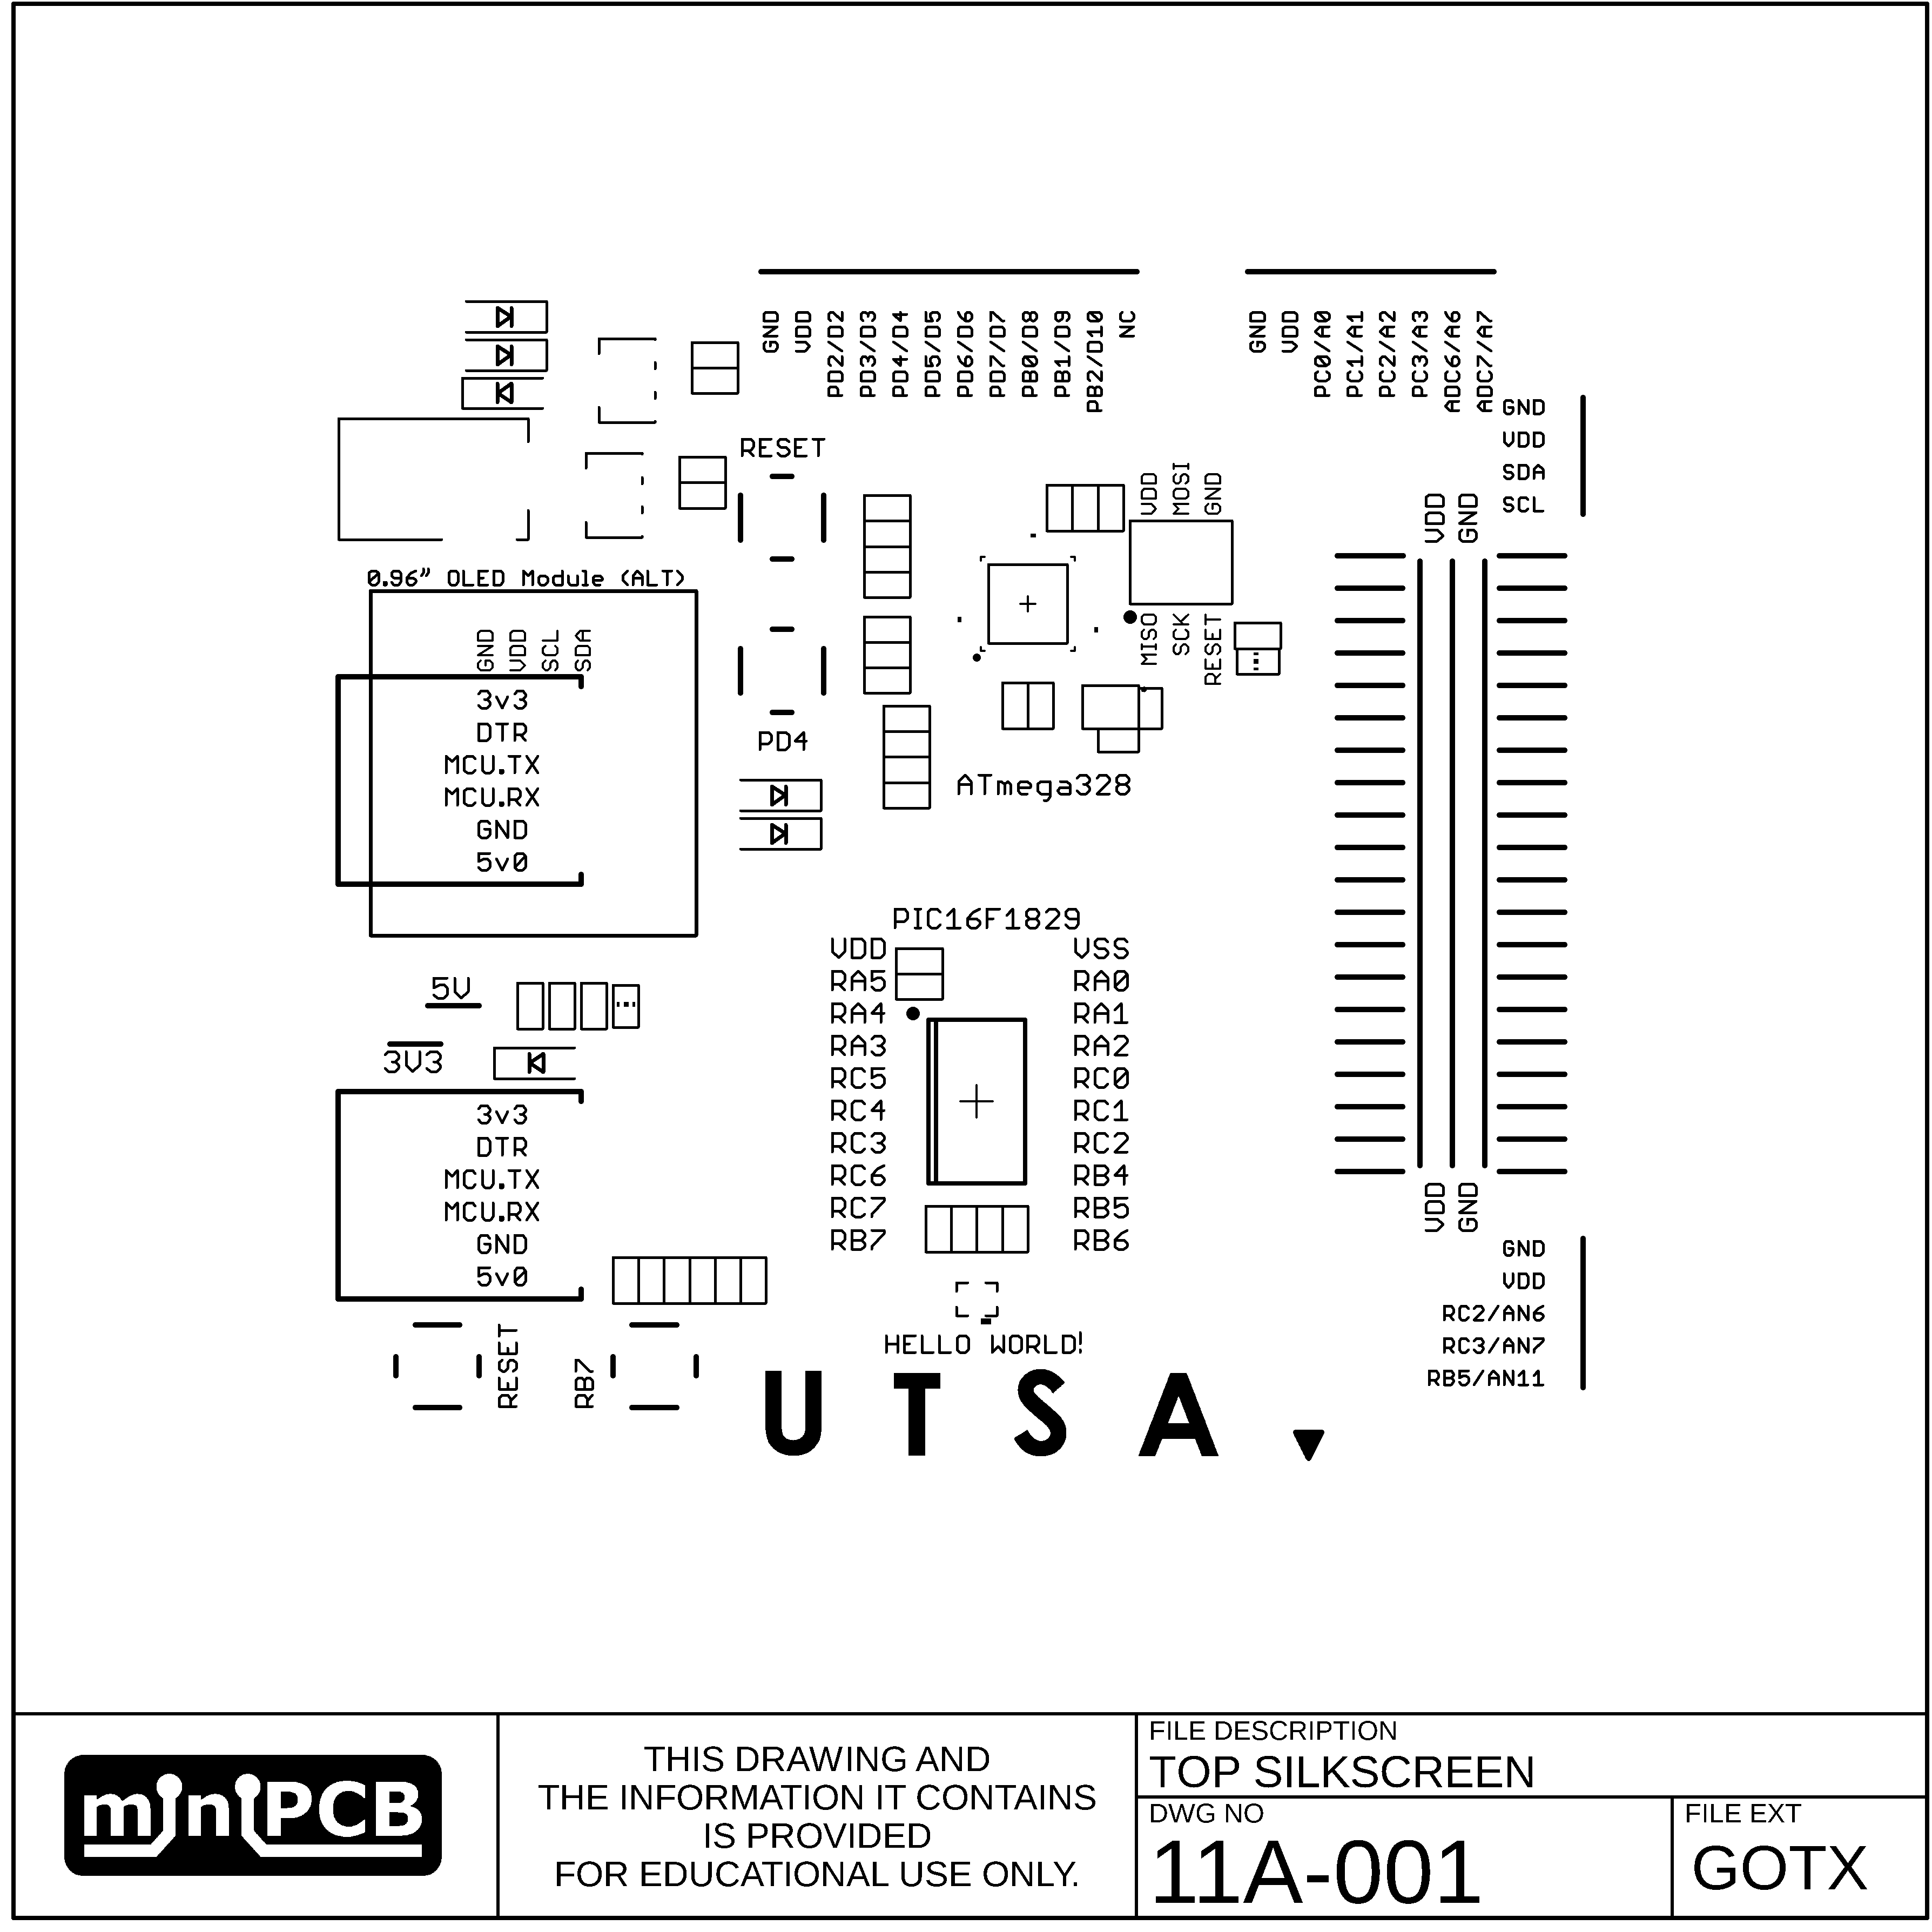 GND
VDD
PD2/D2
PD3/D3
PD4/D4
PD5/D5
PD6/D6
PD7/D7
PB0/D8
PB1/D9
PB2/D10
NC
GND
VDD
PC0/A0
PC1/A1
PC2/A2
PC3/A3
ADC6/A6
ADC7/A7
GND
VDD
SDA
SCL
RESET
VDD
MOSI
GND
VDD
GND
0.96” OLED Module (ALT)
GND
VDD
SCL
SDA
MISO
SCK
RESET
3v3
DTR
MCU.TX
MCU.RX
GND
5v0
PD4
ATmega328
PIC16F1829
VDD VSS
RA5 RA0
RA4 RA1
RA3 RA2
RC5 RC0
RC4 RC1
RC3 RC2
RC6 RB4
RC7 RB5
RB7 RB6
5V
3V3
3v3
DTR
MCU.TX
MCU.RX
GND
5v0
VDD
GND
GND
VDD
RC2/AN6
RC3/AN7
RB5/AN11
RESET
RB7
HELLO WORLD!
UTSA
miniPCB
THIS DRAWING AND
THE INFORMATION IT CONTAINS
IS PROVIDED
FOR EDUCATIONAL USE ONLY.
FILE DESCRIPTION
TOP SILKSCREEN
DWG NO
11A-001
FILE EXT
GOTX